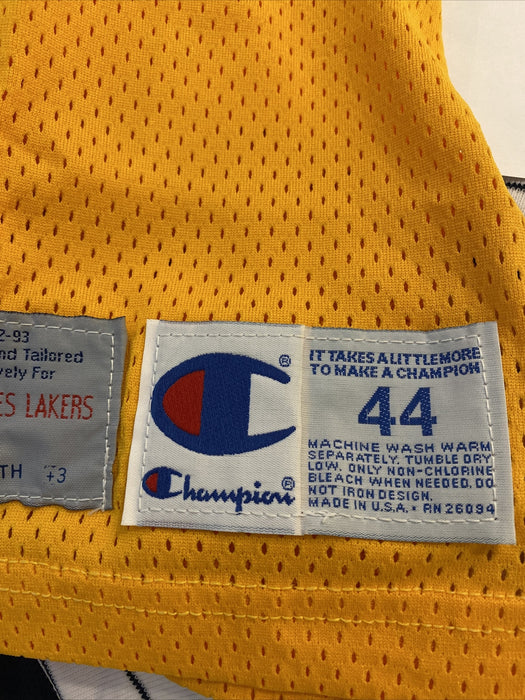 2-93
nd Tailored
vely For
ES LAKERS
TH +3
®
Champion®
IT TAKES A LITTLE MORE
TO MAKE A CHAMPION
44
MACHINE WASH WARM
SEPARATELY. TUMBLE DRY
LOW. ONLY NON-CHLORINE
BLEACH WHEN NEEDED. DO
NOT IRON DESIGN.
MADE IN U.S.A. • RN 26094